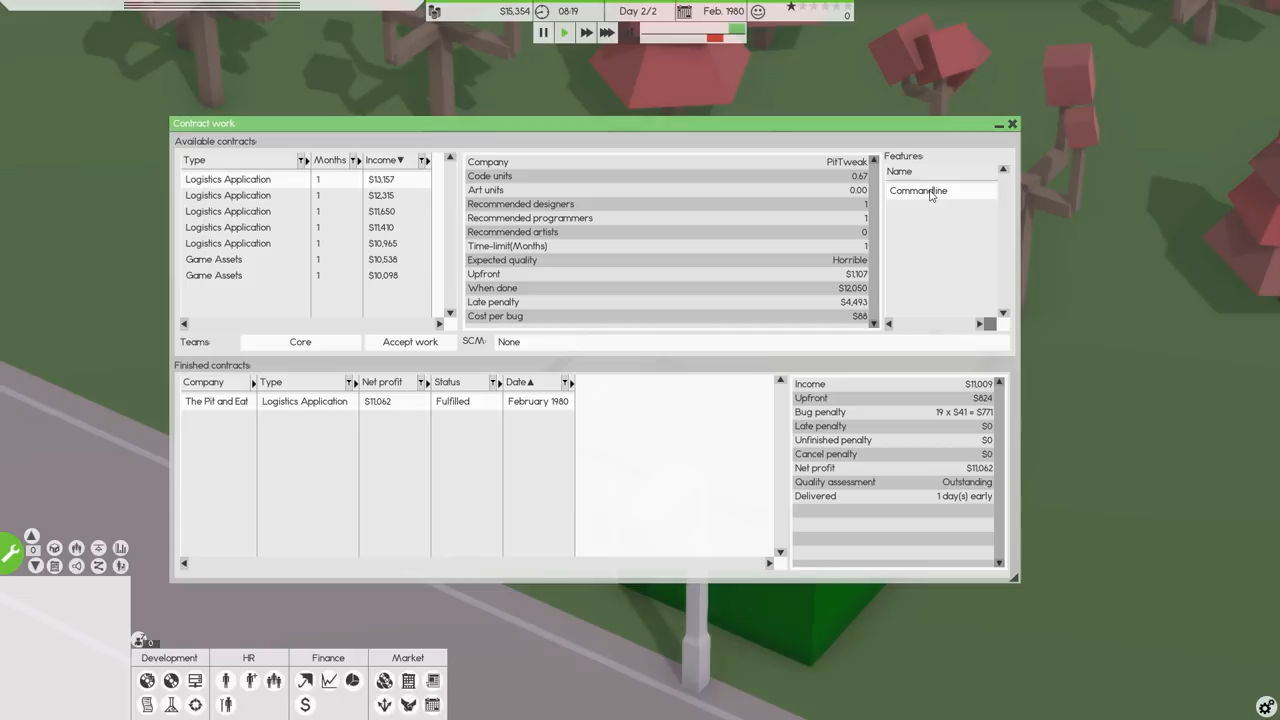 $15,354 08:19 Day 2/2 Feb. 1980 0
Contract work
Available contracts:
Type Months Income▼
Logistics Application 1 $13,157
Logistics Application 1 $12,315
Logistics Application 1 $11,650
Logistics Application 1 $11,410
Logistics Application 1 $10,965
Game Assets 1 $10,538
Game Assets 1 $10,098
Company PitTweak
Code units 0.67
Art units 0.00
Recommended designers 1
Recommended programmers 1
Recommended artists 0
Time-limit(Months) 1
Expected quality Horrible
Upfront $1,107
When done $12,050
Late penalty $4,493
Cost per bug $88
Features:
Name
Commandline
Teams: Core Accept work SCM: None
Finished contracts:
Company Type Net profit Status Date▲
The Pit and Eat Logistics Application $11,062 Fulfilled February 1980
Income $11,009
Upfront $824
Bug penalty 19 x $41 = $771
Late penalty $0
Unfinished penalty $0
Cancel penalty $0
Net profit $11,062
Quality assessment Outstanding
Delivered 1 day(s) early
0
0
Development HR Finance Market